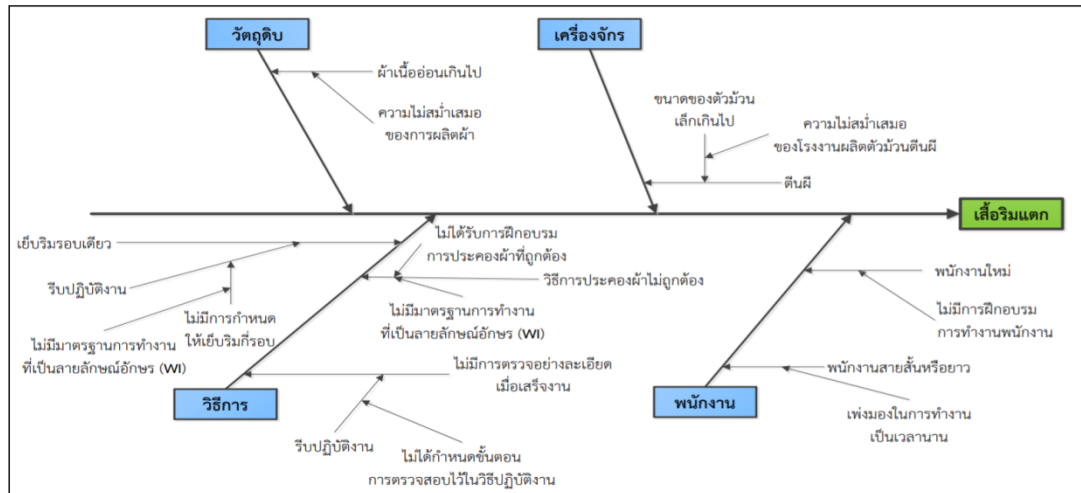 วัตถุดิบ
เครื่องจักร
ผ้าเนื้ออ่อนเกินไป
ความไม่สม่ำเสมอ
ของการผลิตผ้า
ขนาดของตัวม้วน
เล็กเกินไป
ความไม่สม่ำเสมอ
ของโรงงานผลิตตัวม้วนตีนผี
ตีนผี
เสื้อริมแตก
เย็บริมรอบเดียว
รีบปฏิบัติงาน
ไม่มีการกำหนด
ให้เย็บริมกี่รอบ
ไม่มีมาตรฐานการทำงาน
ที่เป็นลายลักษณ์อักษร (WI)
ไม่ได้รับการฝึกอบรม
การประคองผ้าที่ถูกต้อง
วิธีการประคองผ้าไม่ถูกต้อง
ไม่มีมาตรฐานการทำงาน
ที่เป็นลายลักษณ์อักษร (WI)
ไม่มีการตรวจอย่างละเอียด
เมื่อเสร็จงาน
รีบปฏิบัติงาน
ไม่ได้กำหนดขั้นตอน
การตรวจสอบไว้ในวิธีปฏิบัติงาน
วิธีการ
พนักงานใหม่
ไม่มีการฝึกอบรม
การทำงานพนักงาน
พนักงานสายสั้นหรือยาว
เพ่งมองในการทำงาน
เป็นเวลานาน
พนักงาน